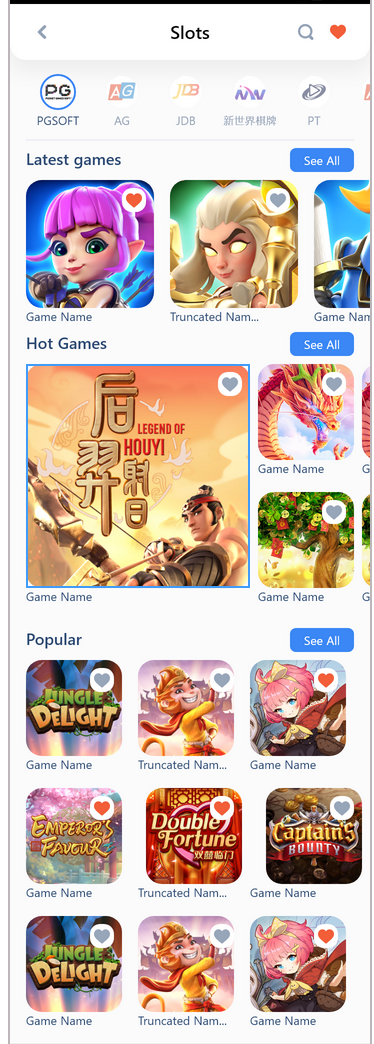 Slots
PG
POCKET GAMES SOFT
AG
JDB
PGSOFT
AG
JDB
新世界棋牌
PT
Latest games
See All
Game Name
Truncated Nam...
Game Nam
Hot Games
See All
后羿射日
LEGEND OF
HOUYI
Game Name
Game Name
G
Game Name
G
Popular
See All
JUNGLE
DELIGHT
Game Name
Truncated Nam...
Game Name
EMPEROR'S
FAVOUR
Double
Fortune
双囍临门
Captain's
BOUNTY
Game Name
Truncated Nam...
Game Name
JUNGLE
DELIGHT
Game Name
Truncated Nam...
Game Name